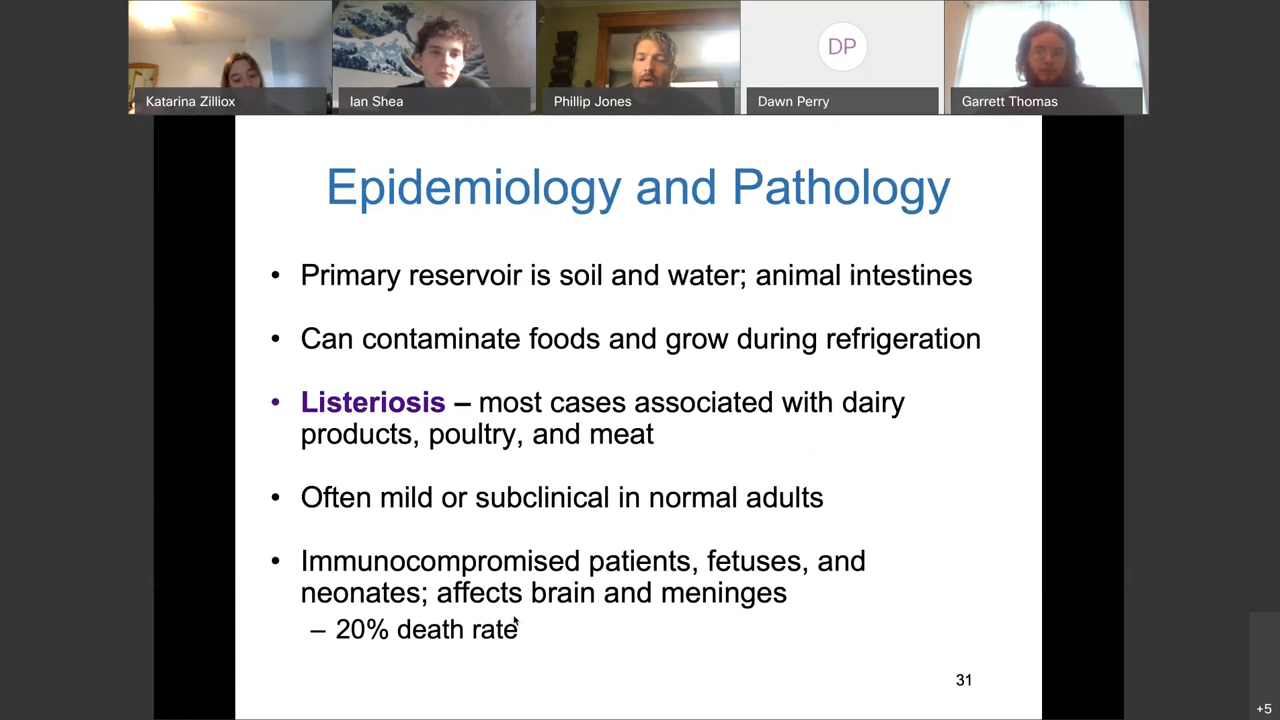 Katarina Zilliox
Ian Shea
Phillip Jones
DP
Dawn Perry
Garrett Thomas
Epidemiology and Pathology
• Primary reservoir is soil and water; animal intestines
• Can contaminate foods and grow during refrigeration
• Listeriosis – most cases associated with dairy
products, poultry, and meat
• Often mild or subclinical in normal adults
• Immunocompromised patients, fetuses, and
neonates; affects brain and meninges
– 20% death rate
31
+5